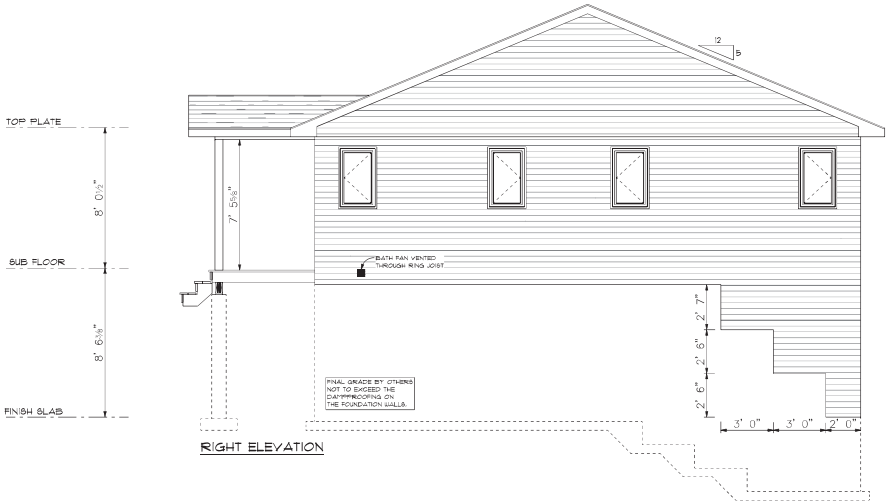 12
5
TOP PLATE
8' 0½"
7' 5⅝"
SUB FLOOR
BATH FAN VENTED
THROUGH RING JOIST
8' 6⅜"
2' 7"
2' 6"
2' 6"
FINAL GRADE BY OTHERS
NOT TO EXCEED THE
DAMPPROOFING ON
THE FOUNDATION WALLS.
FINISH SLAB
3' 0"
3' 0"
2' 0"
RIGHT ELEVATION